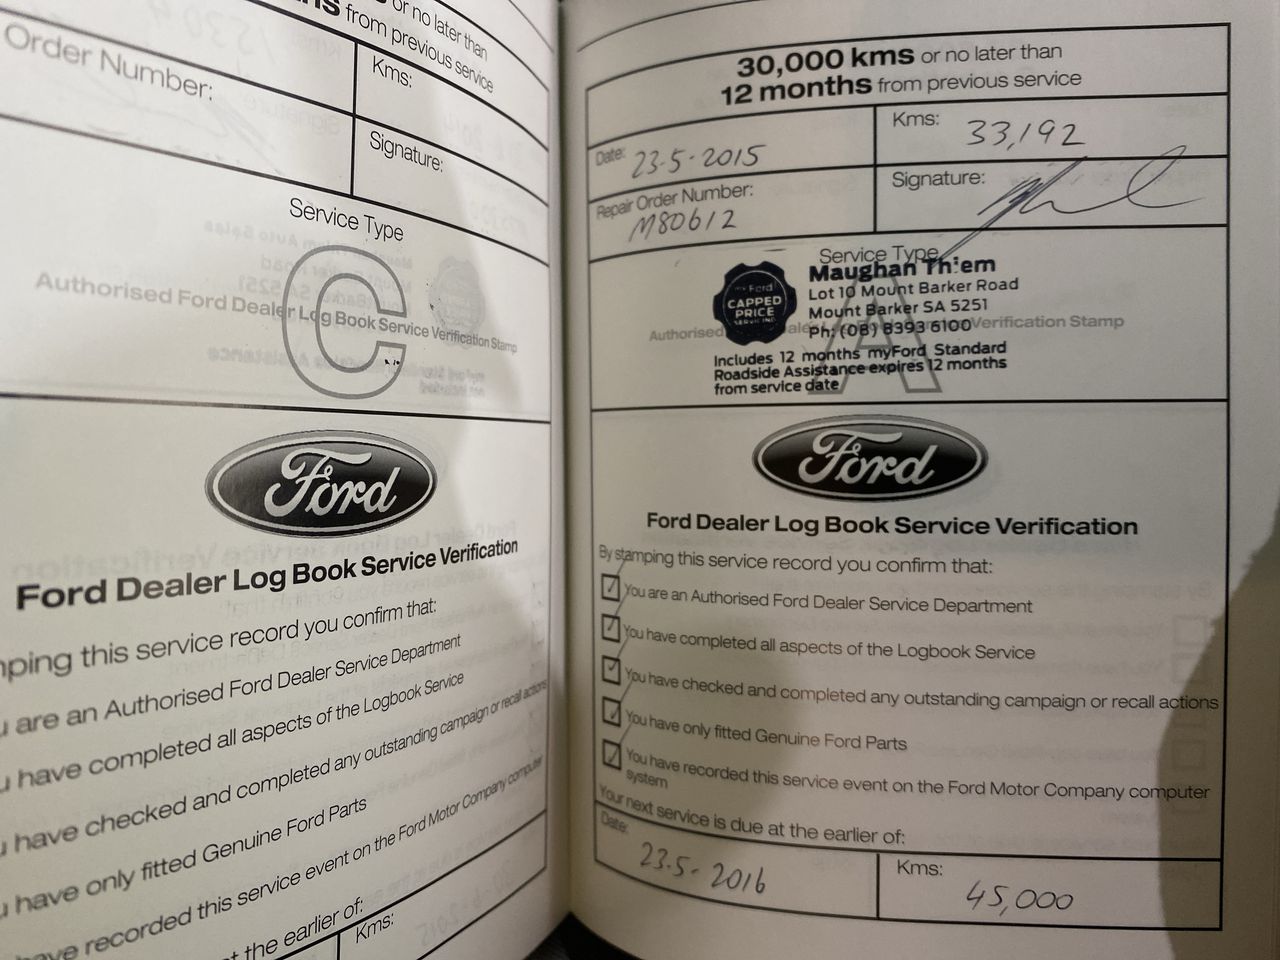 or no later than
from previous service
Order Number:
Kms:
Signature:
Service Type
C
Authorised Ford Dealer Log Book Service Verification Stamp
Ford
Ford Dealer Log Book Service Verification
this service record you confirm that:
are an Authorised Ford Dealer Service Department
have completed all aspects of the Logbook Service
have checked and completed any outstanding campaign or recall actions
have only fitted Genuine Ford Parts
have recorded this service event on the Ford Motor Company computer
the earlier of:
Kms:
30,000 kms or no later than
12 months from previous service
Date: 23-5-2015
Kms: 33,192
Repair Order Number:
M80612
Signature:
Service Type
A
my Ford
CAPPED
PRICE
Maughan Thiem
Lot 10 Mount Barker Road
Mount Barker SA 5251
Ph: (08) 8393 6100
Authorised Verification Stamp
Includes 12 months myFord Standard
Roadside Assistance expires 12 months
from service date
Ford
Ford Dealer Log Book Service Verification
By stamping this service record you confirm that:
You are an Authorised Ford Dealer Service Department
You have completed all aspects of the Logbook Service
You have checked and completed any outstanding campaign or recall actions
You have only fitted Genuine Ford Parts
You have recorded this service event on the Ford Motor Company computer
system
Your next service is due at the earlier of:
Date:
23.5-2016
Kms:
45,000